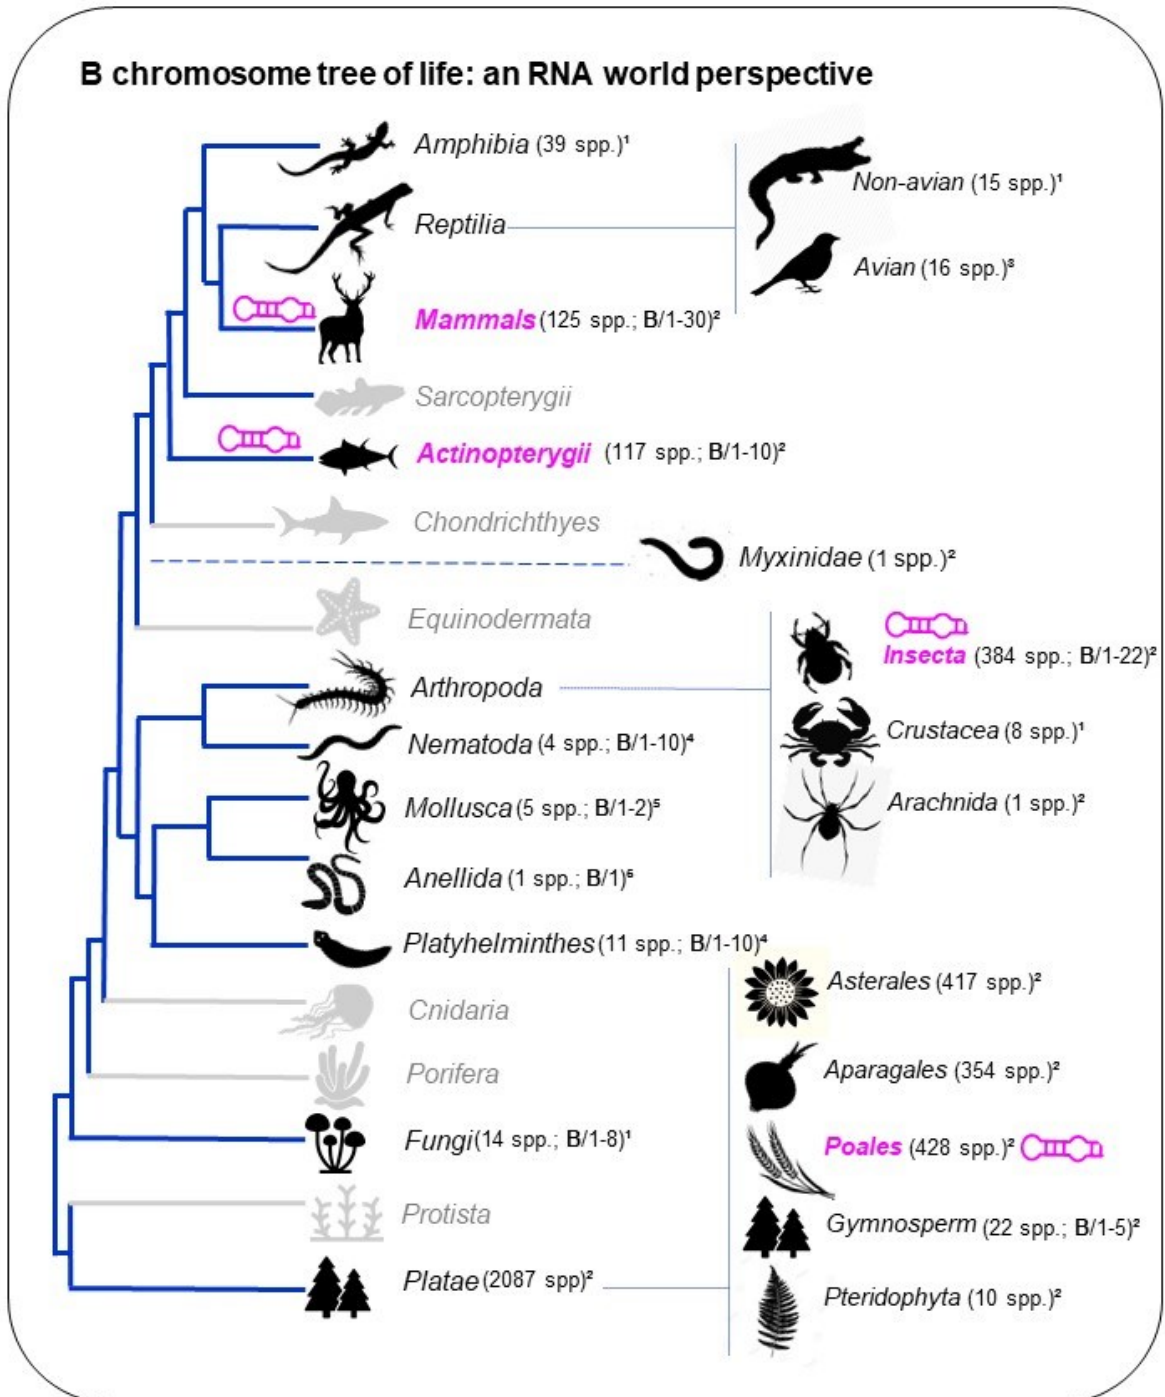 B chromosome tree of life: an RNA world perspective
Amphibia (39 spp.)¹
Non-avian (15 spp.)¹
Reptilia
Avian (16 spp.)³
Mammals (125 spp.; B/1-30)²
Sarcopterygii
Actinopterygii (117 spp.; B/1-10)²
Chondrichthyes
Myxinidae (1 spp.)²
Equinodermata
Insecta (384 spp.; B/1-22)²
Arthropoda
Crustacea (8 spp.)¹
Nematoda (4 spp.; B/1-10)⁴
Arachnida (1 spp.)²
Mollusca (5 spp.; B/1-2)⁵
Anellida (1 spp.; B/1)⁶
Platyhelminthes (11 spp.; B/1-10)⁴
Asterales (417 spp.)²
Cnidaria
Aparagales (354 spp.)²
Porifera
Fungi (14 spp.; B/1-8)¹
Poales (428 spp.)²
Protista
Gymnosperm (22 spp.; B/1-5)²
Platae (2087 spp)²
Pteridophyta (10 spp.)²